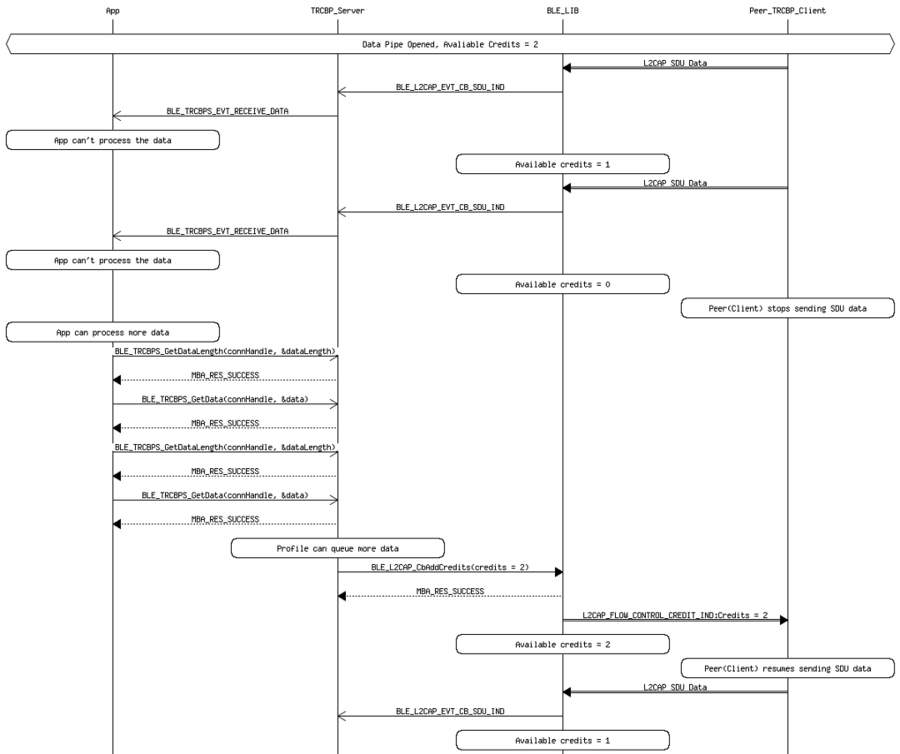 App TRCBP_Server BLE_LIB Peer_TRCBP_Client
Data Pipe Opened, Avaliable Credits = 2
L2CAP SDU Data
BLE_L2CAP_EVT_CB_SDU_IND
BLE_TRCBPS_EVT_RECEIVE_DATA
App can't process the data
Available credits = 1
L2CAP SDU Data
BLE_L2CAP_EVT_CB_SDU_IND
BLE_TRCBPS_EVT_RECEIVE_DATA
App can't process the data
Available credits = 0
Peer(Client) stops sending SDU data
App can process more data
BLE_TRCBPS_GetDataLength(connHandle, &dataLength)
MBA_RES_SUCCESS
BLE_TRCBPS_GetData(connHandle, &data)
MBA_RES_SUCCESS
BLE_TRCBPS_GetDataLength(connHandle, &dataLength)
MBA_RES_SUCCESS
BLE_TRCBPS_GetData(connHandle, &data)
MBA_RES_SUCCESS
Profile can queue more data
BLE_L2CAP_CbAddCredits(credits = 2)
MBA_RES_SUCCESS
L2CAP_FLOW_CONTROL_CREDIT_IND:Credits = 2
Available credits = 2
Peer(Client) resumes sending SDU data
L2CAP SDU Data
BLE_L2CAP_EVT_CB_SDU_IND
Available credits = 1